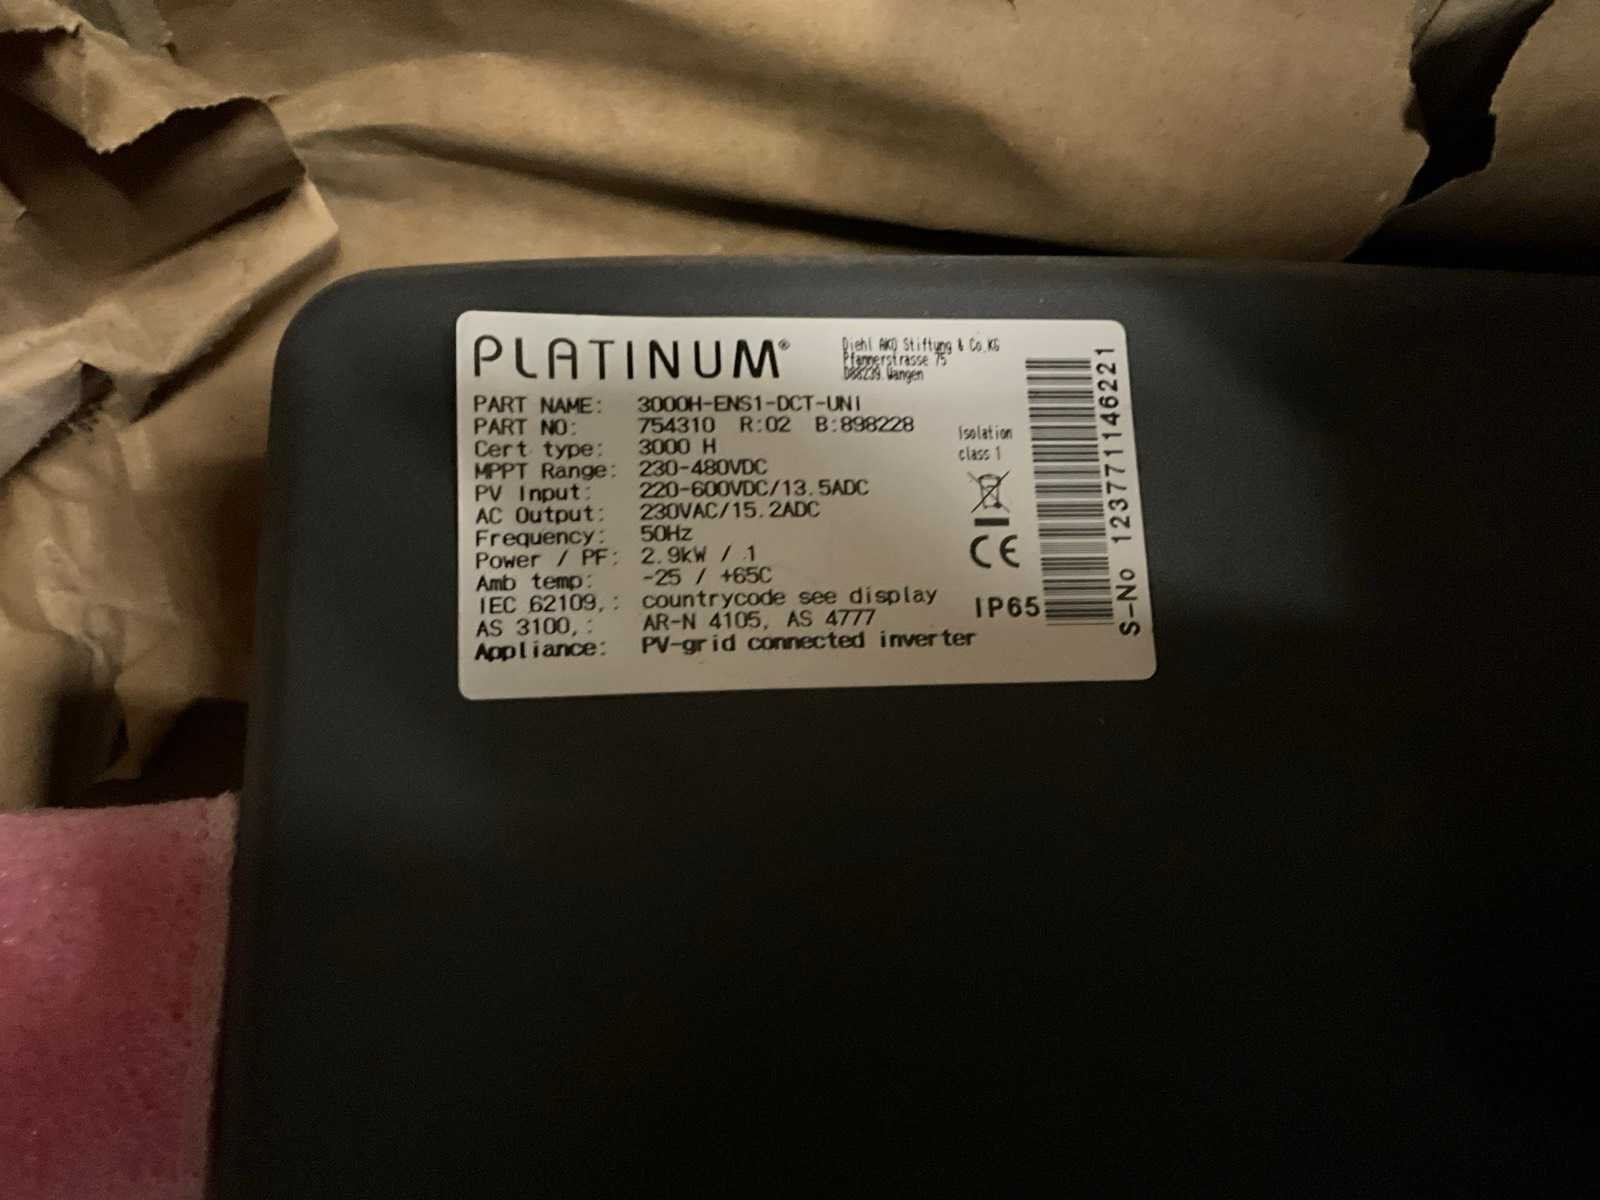 PLATINUM®
Diehl AKO Stiftung & Co.KG
Pfannerstrasse 75
D88239 Wangen
PART NAME: 3000H-ENS1-DCT-UNI
PART NO: 754310 R:02 B:898228
Cert type: 3000 H
MPPT Range: 230-480VDC
PV Input: 220-600VDC/13.5ADC
AC Output: 230VAC/15.2ADC
Frequency: 50Hz
Power / PF: 2.9kW / 1
Amb temp: -25 / +65C
IEC 62109,: countrycode see display
AS 3100,: AR-N 4105, AS 4777
Appliance: PV-grid connected inverter
Isolation
class 1
CE
IP65
S-No 123771146221